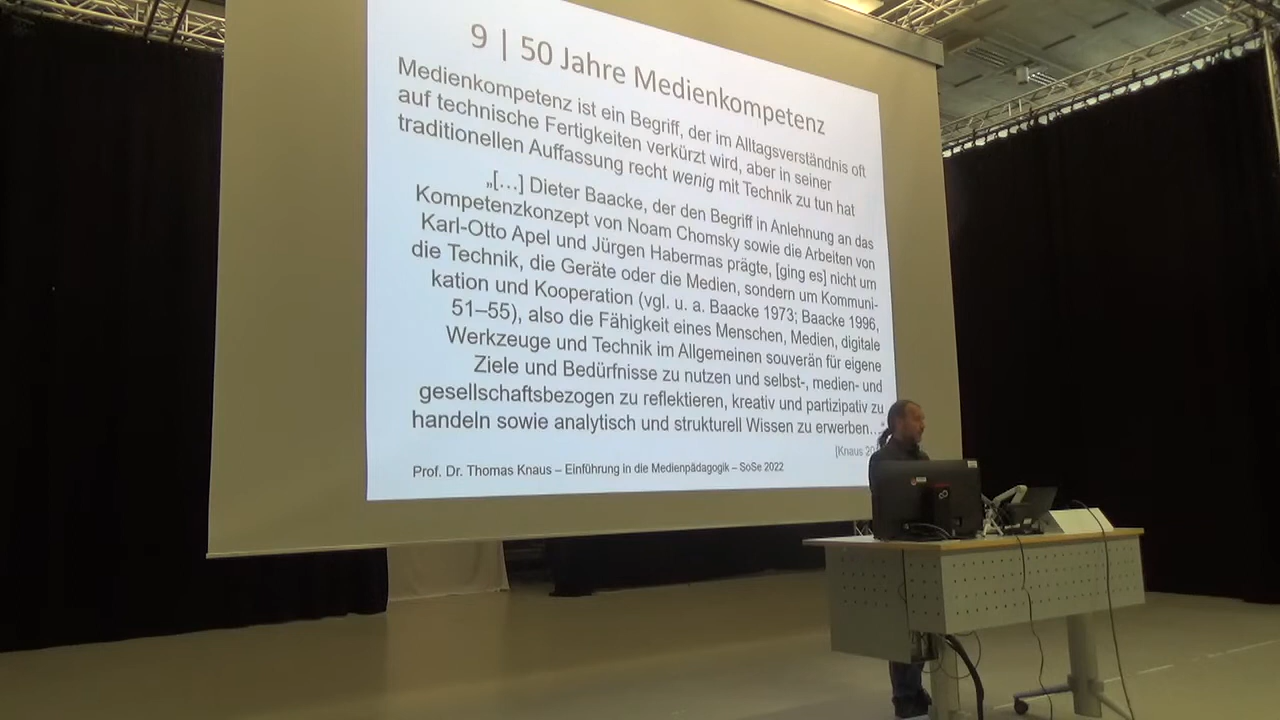 9 | 50 Jahre Medienkompetenz
Medienkompetenz ist ein Begriff, der im Alltagsverständnis oft
auf technische Fertigkeiten verkürzt wird, aber in seiner
traditionellen Auffassung recht wenig mit Technik zu tun hat
„[…] Dieter Baacke, der den Begriff in Anlehnung an das
Kompetenzkonzept von Noam Chomsky sowie die Arbeiten von
Karl-Otto Apel und Jürgen Habermas prägte, [ging es] nicht um
die Technik, die Geräte oder die Medien, sondern um Kommuni-
kation und Kooperation (vgl. u. a. Baacke 1973; Baacke 1996,
51–55), also die Fähigkeit eines Menschen, Medien, digitale
Werkzeuge und Technik im Allgemeinen souverän für eigene
Ziele und Bedürfnisse zu nutzen und selbst-, medien- und
gesellschaftsbezogen zu reflektieren, kreativ und partizipativ zu
handeln sowie analytisch und strukturell Wissen zu erwerben…
[Knaus
Prof. Dr. Thomas Knaus – Einführung in die Medienpädagogik – SoSe 2022